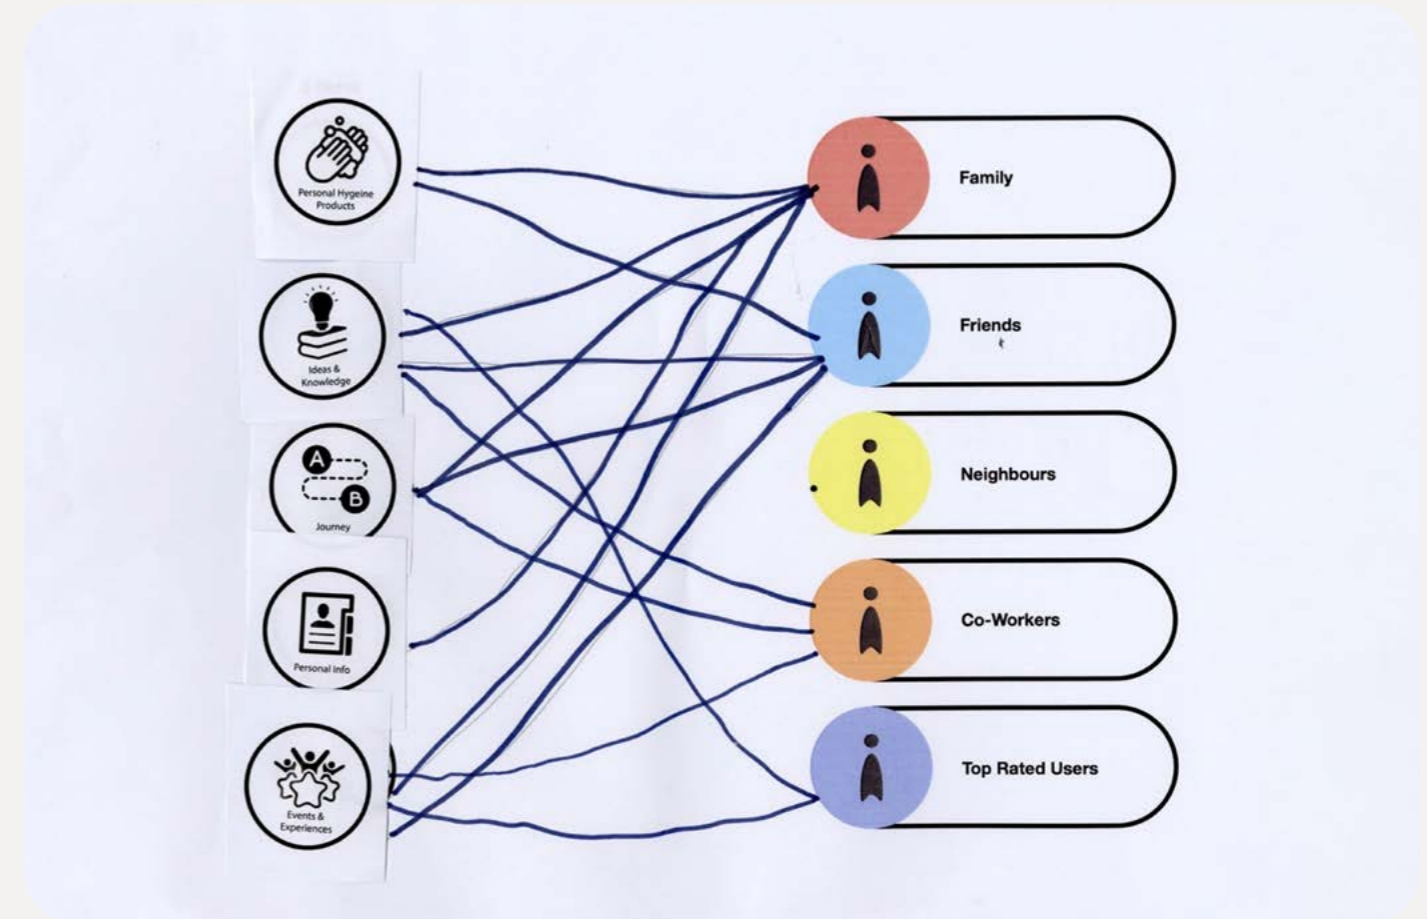 Personal Hygeine
Products
Ideas &
Knowledge
A
B
Journey
Personal Info
Events &
Experiences
Family
Friends
Neighbours
Co-Workers
Top Rated Users